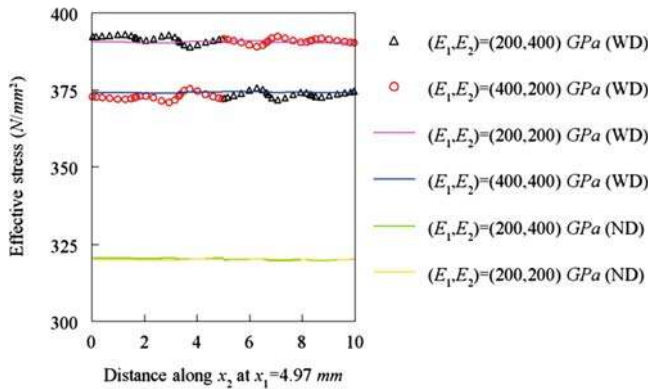 400
375
350
325
300
Effective stress (N/mm²)
0 2 4 6 8 10
Distance along x₂ at x₁=4.97 mm
(E₁,E₂)=(200,400) GPa (WD)
(E₁,E₂)=(400,200) GPa (WD)
(E₁,E₂)=(200,200) GPa (WD)
(E₁,E₂)=(400,400) GPa (WD)
(E₁,E₂)=(200,400) GPa (ND)
(E₁,E₂)=(200,200) GPa (ND)